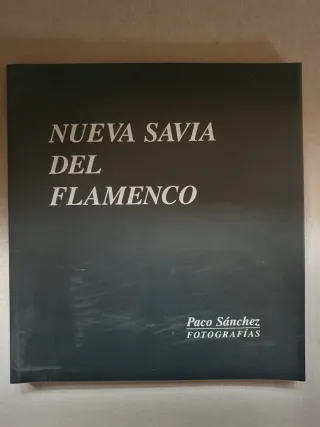 NUEVA SAVIA
DEL
FLAMENCO
Paco Sánchez
FOTOGRAFÍAS